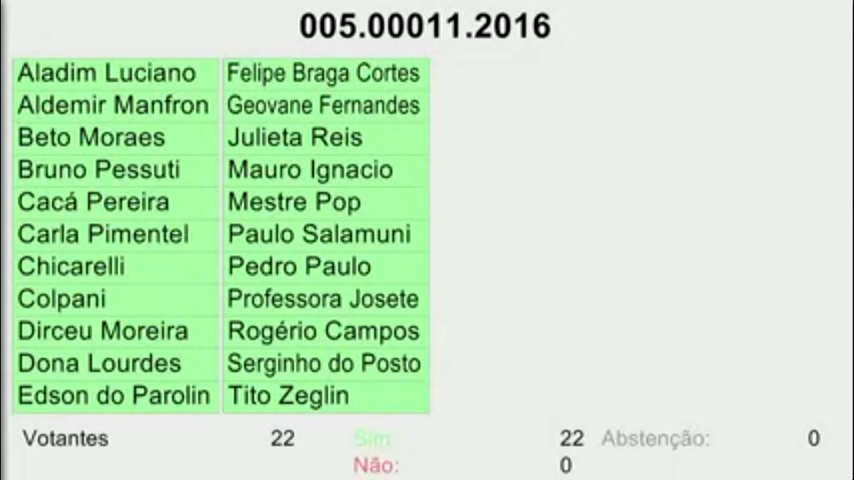 005.00011.2016
Aladim Luciano
Aldemir Manfron
Beto Moraes
Bruno Pessuti
Cacá Pereira
Carla Pimentel
Chicarelli
Colpani
Dirceu Moreira
Dona Lourdes
Edson do Parolin
Felipe Braga Cortes
Geovane Fernandes
Julieta Reis
Mauro Ignacio
Mestre Pop
Paulo Salamuni
Pedro Paulo
Professora Josete
Rogério Campos
Serginho do Posto
Tito Zeglin
Votantes 22 Sim: 22 Abstenção: 0
Não: 0